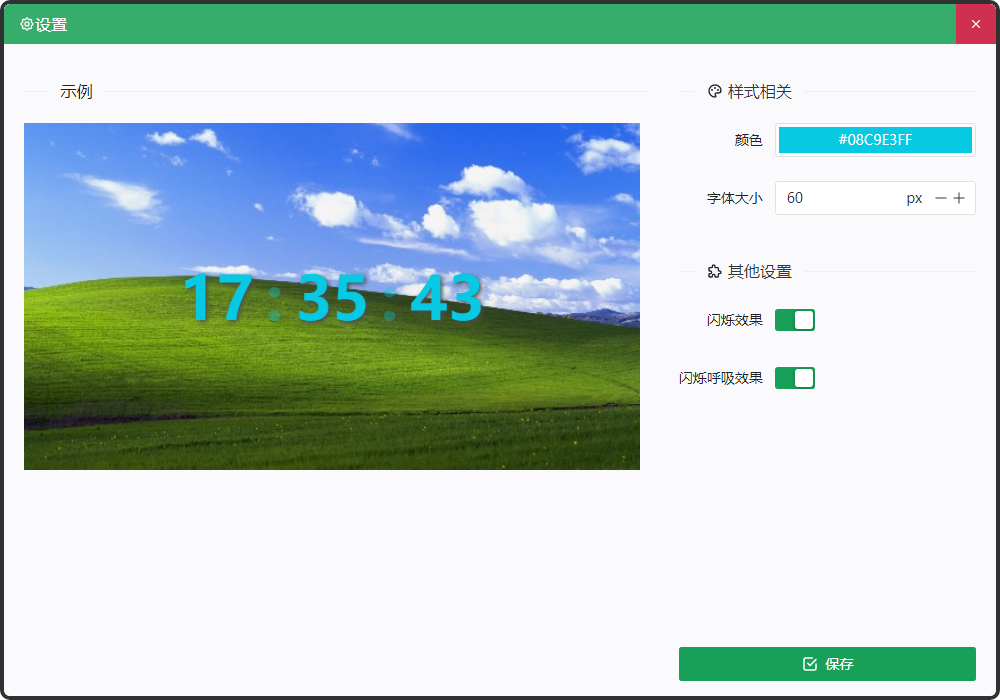 设置
示例
17:35:43
样式相关
颜色 #08C9E3FF
字体大小 60 px
其他设置
闪烁效果
闪烁呼吸效果
保存